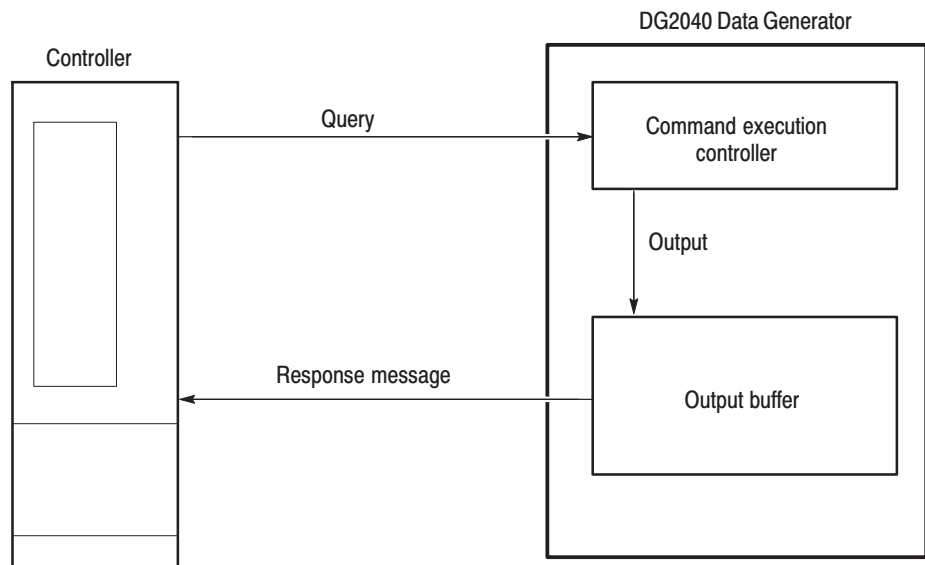 DG2040 Data Generator
Controller
Query
Command execution
controller
Output
Response message
Output buffer